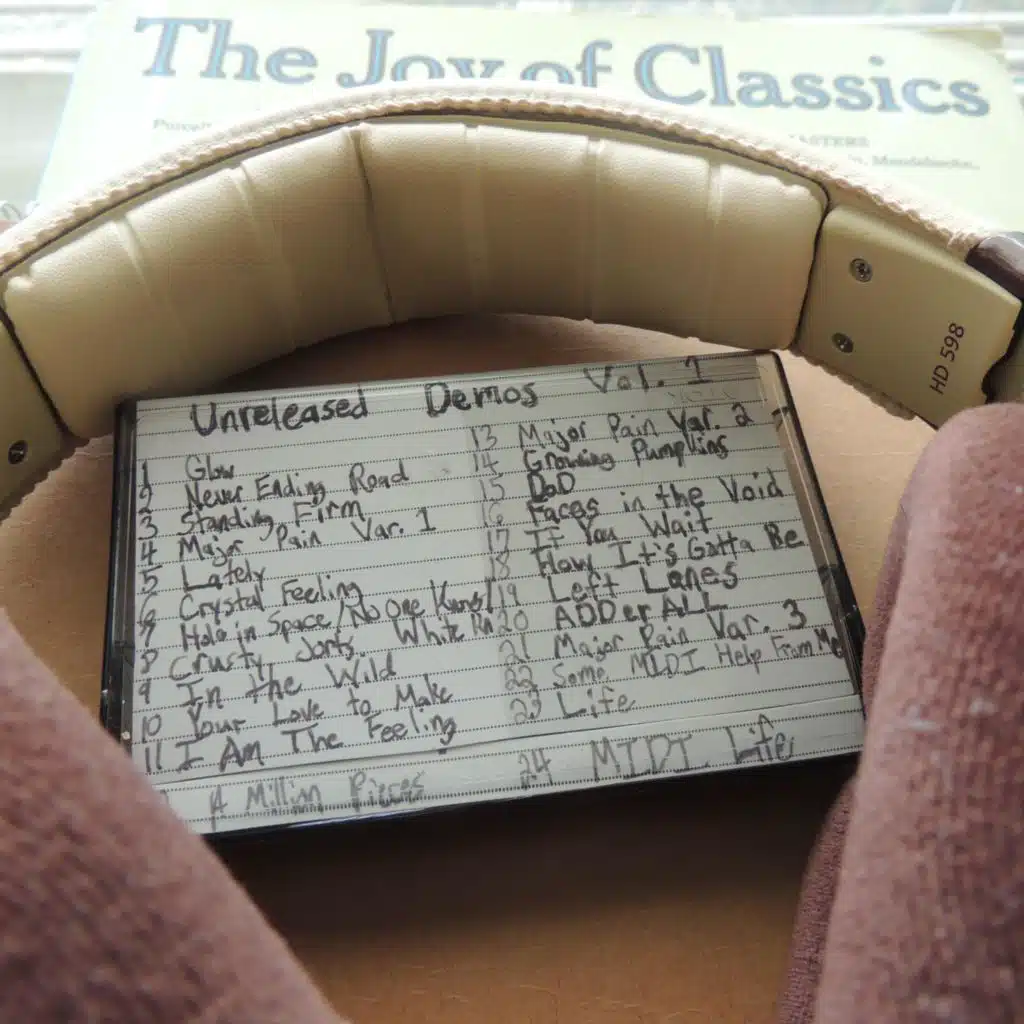 The Joy of Classics
Purcell
MASTERS
Mendelssohn,
HD 598
Unreleased Demos Vol. 1
1 Glow
2 Never Ending Road
3 Standing Firm
4 Major Pain Var. 1
5 Lately
6 Crystal Feeling
7 Hole in Space/No One Knows/
8 Crusty Jorts White
9 In the Wild
10 Your Love to Make
11 I Am The Feeling
A Million Pieces
13 Major Pain Var. 2
14 Growing Pumpkins
15 DoD
16 Faces in the Void
17 If You Wait
18 How It's Gotta Be
19 Left Lanes
20 ADDerALL
21 Major Pain Var. 3
22 Some MIDI Help From Me
23 Life
24 MIDI Life